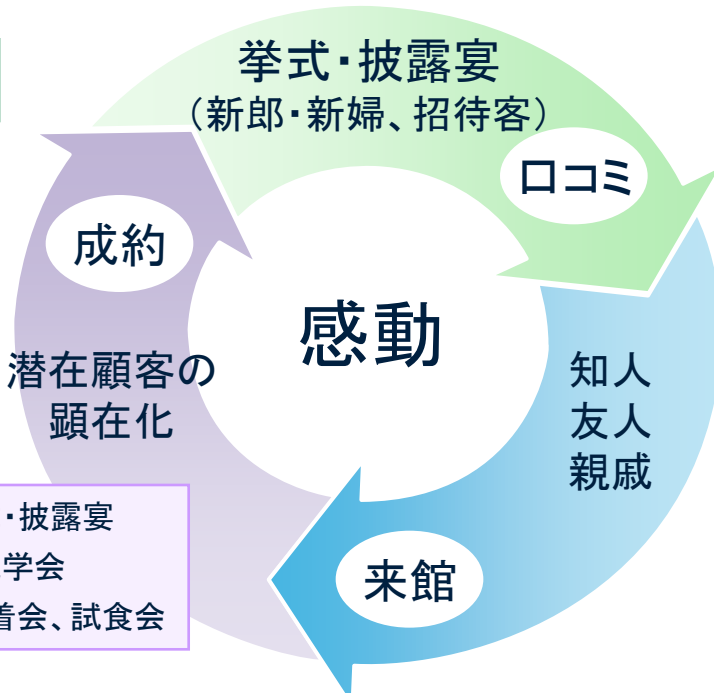 挙式・披露宴
（新郎・新婦、招待客）
口コミ
成約
感動
潜在顧客の
顕在化
知人
友人
親戚
・披露宴
学会
着会、試食会
来館